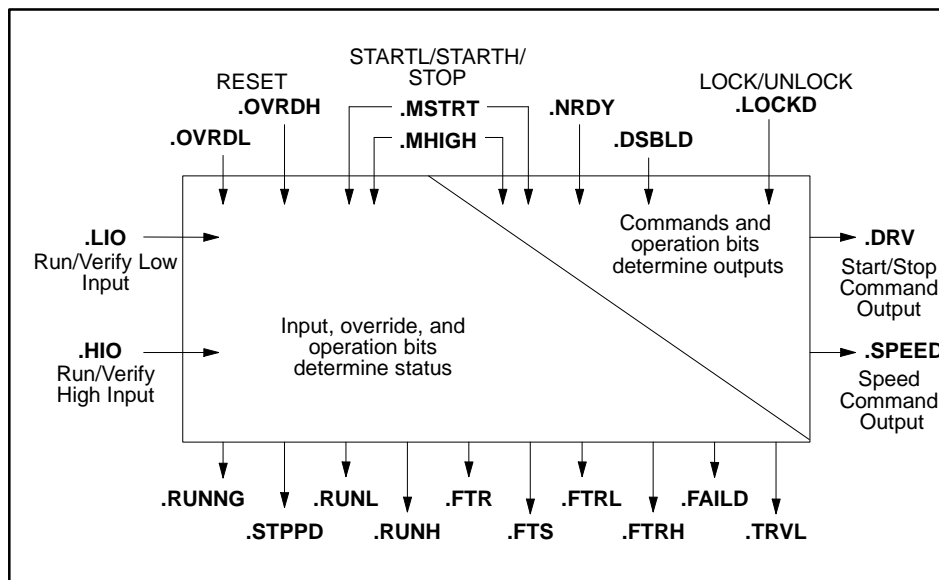 STARTL/STARTH/
STOP
RESET
LOCK/UNLOCK
.OVRDH
.MSTRT
.NRDY
.LOCKD
.OVRDL
.MHIGH
.DSBLD
Commands and
operation bits
determine outputs
.LIO
Run/Verify Low
Input
.DRV
Start/Stop
Command
Output
Input, override, and
operation bits
determine status
.HIO
Run/Verify
High Input
.SPEED
Speed
Command
Output
.RUNNG
.RUNL
.FTR
.FTRL
.FAILD
.STPPD
.RUNH
.FTS
.FTRH
.TRVL